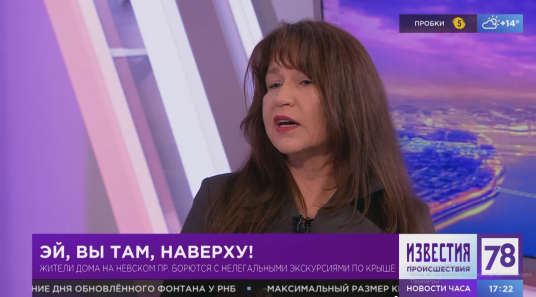 ПРОБКИ 5 +14°
ЭЙ, ВЫ ТАМ, НАВЕРХУ!
ЖИТЕЛИ ДОМА НА НЕВСКОМ ПР. БОРЮТСЯ С НЕЛЕГАЛЬНЫМИ ЭКСКУРСИЯМИ ПО КРЫШЕ
ИЗВЕСТИЯ
ПРОИСШЕСТВИЯ
78
ЕНИЕ ДНЯ ОБНОВЛЁННОГО ФОНТАНА У РНБ • МАКСИМАЛЬНЫЙ РАЗМЕР К
НОВОСТИ ЧАСА 17:22